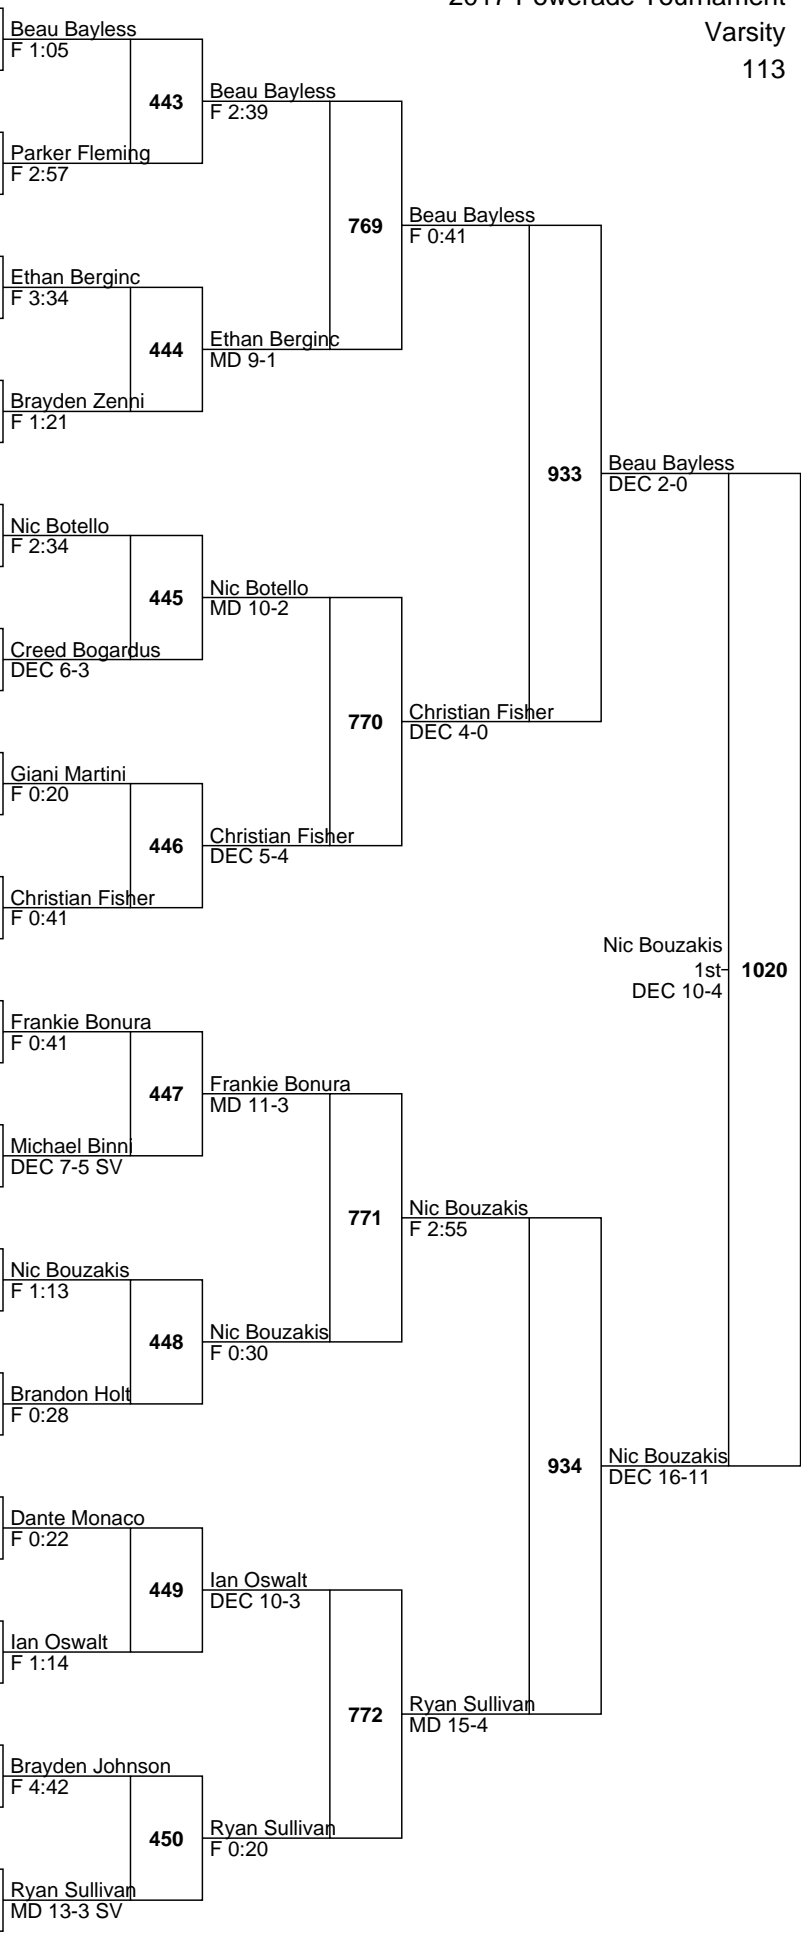 2017 Powerade Tournament
Varsity
113
Beau Bayless
F 1:05
443
Beau Bayless
F 2:39
Parker Fleming
F 2:57
769
Beau Bayless
F 0:41
Ethan Berginc
F 3:34
444
Ethan Berginc
MD 9-1
Brayden Zenni
F 1:21
933
Beau Bayless
DEC 2-0
Nic Botello
F 2:34
445
Nic Botello
MD 10-2
Creed Bogardus
DEC 6-3
770
Christian Fisher
DEC 4-0
Giani Martini
F 0:20
446
Christian Fisher
DEC 5-4
Christian Fisher
F 0:41
Nic Bouzakis
1st
DEC 10-4
1020
Frankie Bonura
F 0:41
447
Frankie Bonura
MD 11-3
Michael Binni
DEC 7-5 SV
771
Nic Bouzakis
F 2:55
Nic Bouzakis
F 1:13
448
Nic Bouzakis
F 0:30
Brandon Holt
F 0:28
934
Nic Bouzakis
DEC 16-11
Dante Monaco
F 0:22
449
Ian Oswalt
DEC 10-3
Ian Oswalt
F 1:14
772
Ryan Sullivan
MD 15-4
Brayden Johnson
F 4:42
450
Ryan Sullivan
F 0:20
Ryan Sullivan
MD 13-3 SV